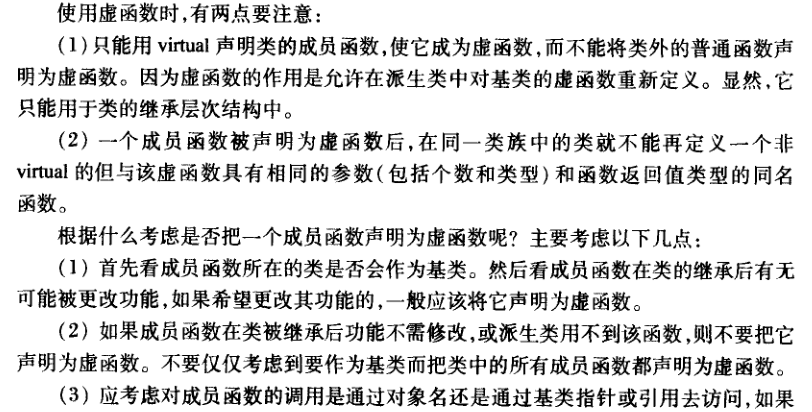 使用虚函数时,有两点要注意:
(1)只能用 virtual 声明类的成员函数,使它成为虚函数,而不能将类外的普通函数声
明为虚函数。因为虚函数的作用是允许在派生类中对基类的虚函数重新定义。显然,它
只能用于类的继承层次结构中。
(2) 一个成员函数被声明为虚函数后,在同一类族中的类就不能再定义一个非
virtual 的但与该虚函数具有相同的参数(包括个数和类型)和函数返回值类型的同名
函数。
根据什么考虑是否把一个成员函数声明为虚函数呢? 主要考虑以下几点:
(1) 首先看成员函数所在的类是否会作为基类。然后看成员函数在类的继承后有无
可能被更改功能,如果希望更改其功能的,一般应该将它声明为虚函数。
(2) 如果成员函数在类被继承后功能不需修改,或派生类用不到该函数,则不要把它
声明为虚函数。不要仅仅考虑到要作为基类而把类中的所有成员函数都声明为虚函数。
(3) 应考虑对成员函数的调用是通过对象名还是通过基类指针或引用去访问,如果